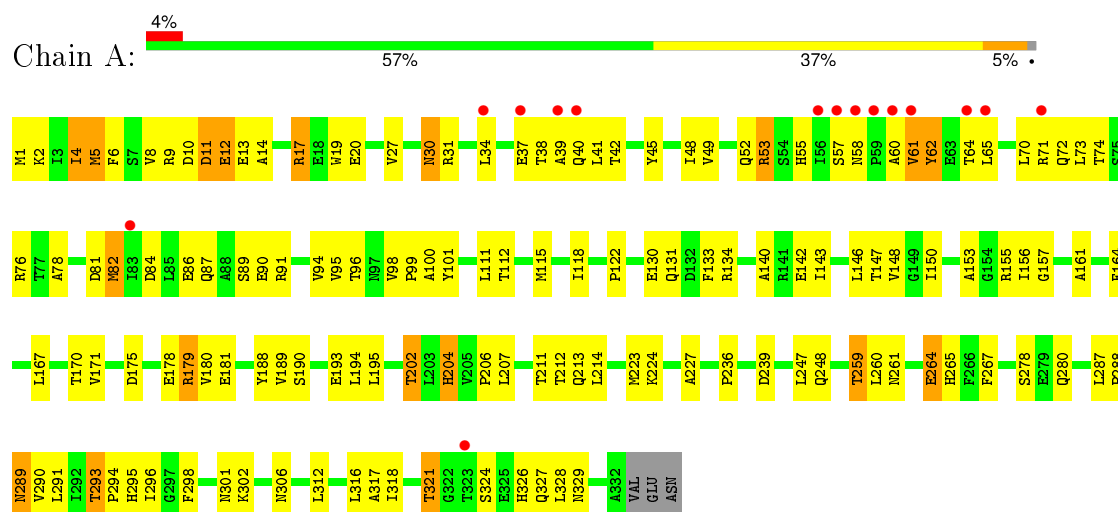 4%
Chain A:
57% 37% 5% •
M1 K2 I3 I4 M5 F6 S7 V8 R9 D10 D11 E12 E13 A14 R17 E18 W19 E20 V27 N30 R31 L34 E37 T38 A39 Q40 L41 T42 Y45 I48 V49 Q52 R53 S54 H55 I56 S57 N58 P59 A60 V61 Y62 E63 T64 L65 L70 R71 Q72 L73 T74 S75
R76 T77 A78 D81 M82 I83 D84 I85 E86 Q87 A88 S89 E90 R91 V94 V95 T96 N97 V98 P99 A100 Y101 L111 T112 M115 I118 P122 E130 Q131 D132 F133 R134 A140 R141 E142 I143 L146 T147 V148 G149 I150 A153 G154 R155 I156 G157 A161
L167 T170 V171 D175 E178 R179 V180 E181 Y188 V189 S190 E193 L194 L195 T202 L203 H204 V205 P206 L207 T211 T212 Q213 L214 M223 K224 A227 P236 D239 L247 Q248 T259 L260 N261 E264 H265 F266 F267 S278 E279 Q280 L287
N289 V290 L291 I292 T293 P294 H295 I296 G297 F298 N301 K302 N306 L312 L316 A317 I318 T321 G322 T323 S324 E325 H326 Q327 L328 N329 A332 VAL GLU ASN